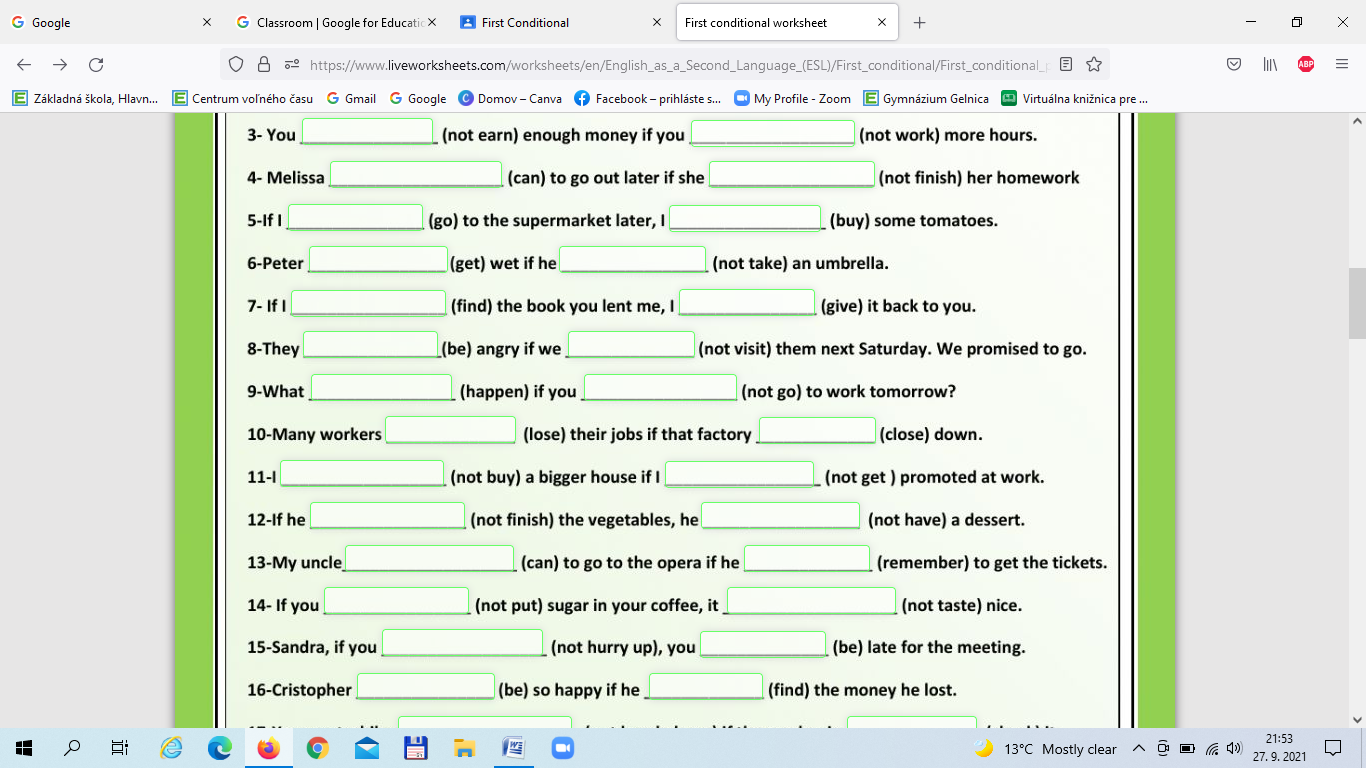 Google
Classroom | Google for Educatio
First Conditional
First conditional worksheet
https://www.liveworksheets.com/worksheets/en/English_as_a_Second_Language_(ESL)/First_conditional/First_conditional_
ABP
Základná škola, Hlavn...
Centrum voľného času
Gmail
Google
Domov – Canva
Facebook – prihláste s...
My Profile - Zoom
Gymnázium Gelnica
Virtuálna knižnica pre ...
3- You (not earn) enough money if you (not work) more hours.
4- Melissa (can) to go out later if she (not finish) her homework
5-If I (go) to the supermarket later, I (buy) some tomatoes.
6-Peter (get) wet if he (not take) an umbrella.
7- If I (find) the book you lent me, I (give) it back to you.
8-They (be) angry if we (not visit) them next Saturday. We promised to go.
9-What (happen) if you (not go) to work tomorrow?
10-Many workers (lose) their jobs if that factory (close) down.
11-I (not buy) a bigger house if I (not get ) promoted at work.
12-If he (not finish) the vegetables, he (not have) a dessert.
13-My uncle (can) to go to the opera if he (remember) to get the tickets.
14- If you (not put) sugar in your coffee, it (not taste) nice.
15-Sandra, if you (not hurry up), you (be) late for the meeting.
16-Cristopher (be) so happy if he (find) the money he lost.
13°C Mostly clear
21:53
27. 9. 2021